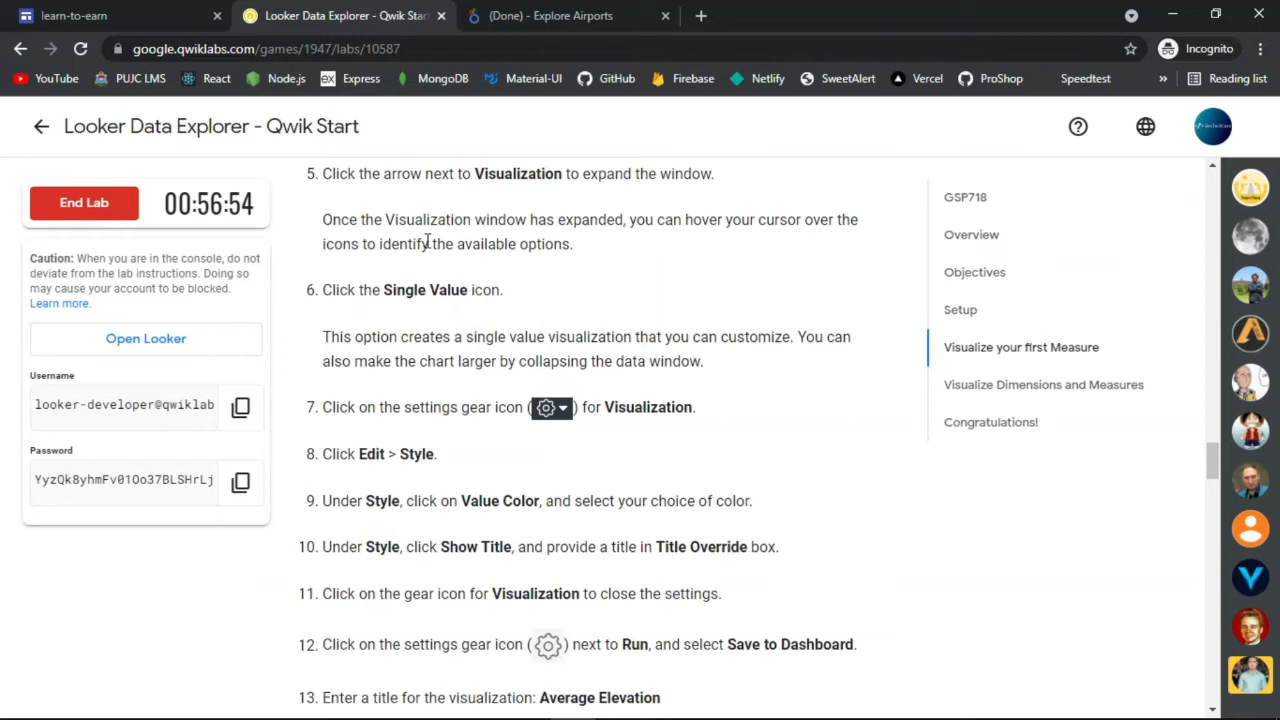 learn-to-earn
Looker Data Explorer - Qwik Start
(Done) - Explore Airports
google.qwiklabs.com/games/1947/labs/10587
Incognito
YouTube
PUJC LMS
React
Node.js
ex Express
MongoDB
Material-UI
GitHub
Firebase
Netlify
SweetAlert
Vercel
ProShop
Speedtest
»
Reading list
Looker Data Explorer - Qwik Start
End Lab
00:56:54
Caution: When you are in the console, do not
deviate from the lab instructions. Doing so
may cause your account to be blocked.
Learn more.
Open Looker
Username
looker-developer@qwiklab
Password
YyzQk8yhmFv01Oo37BLSHrLj
5. Click the arrow next to Visualization to expand the window.
Once the Visualization window has expanded, you can hover your cursor over the
icons to identify the available options.
6. Click the Single Value icon.
This option creates a single value visualization that you can customize. You can
also make the chart larger by collapsing the data window.
7. Click on the settings gear icon ( ) for Visualization.
8. Click Edit > Style.
9. Under Style, click on Value Color, and select your choice of color.
10. Under Style, click Show Title, and provide a title in Title Override box.
11. Click on the gear icon for Visualization to close the settings.
12. Click on the settings gear icon ( ) next to Run, and select Save to Dashboard.
13. Enter a title for the visualization: Average Elevation
GSP718
Overview
Objectives
Setup
Visualize your first Measure
Visualize Dimensions and Measures
Congratulations!